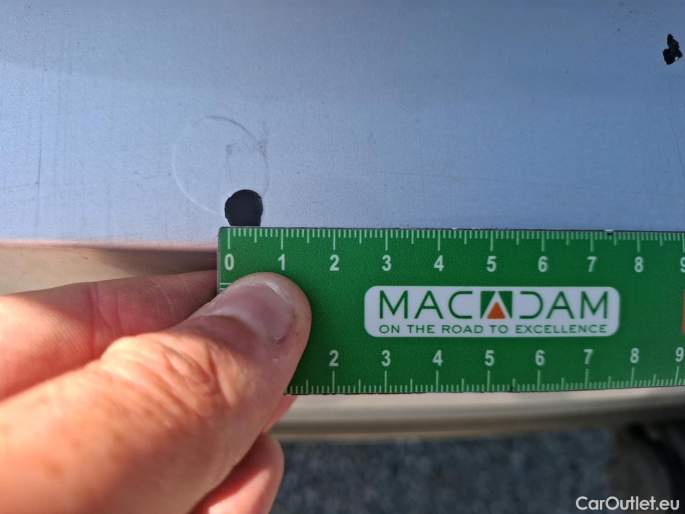 0 1 2 3 4 5 6 7 8 9
MACADAM
ON THE ROAD TO EXCELLENCE
2 3 4 5 6 7 8 9
CarOutlet.eu